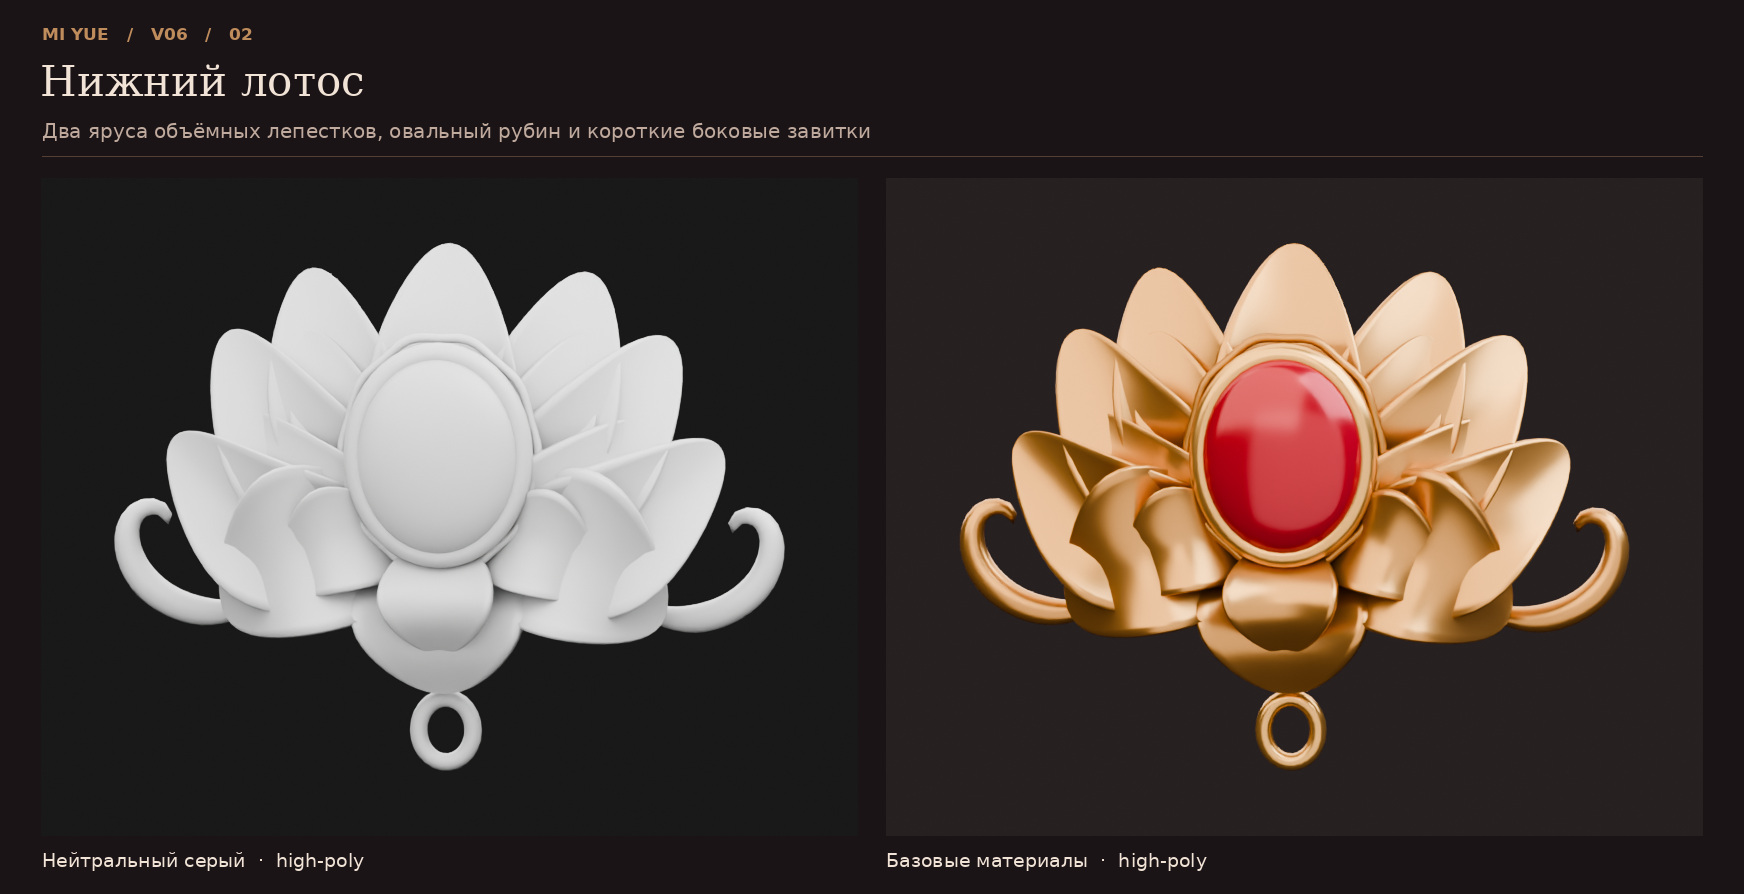 MI YUE / V06 / 02
Нижний лотос
Два яруса объёмных лепестков, овальный рубин и короткие боковые завитки
Нейтральный серый · high-poly
Базовые материалы · high-poly